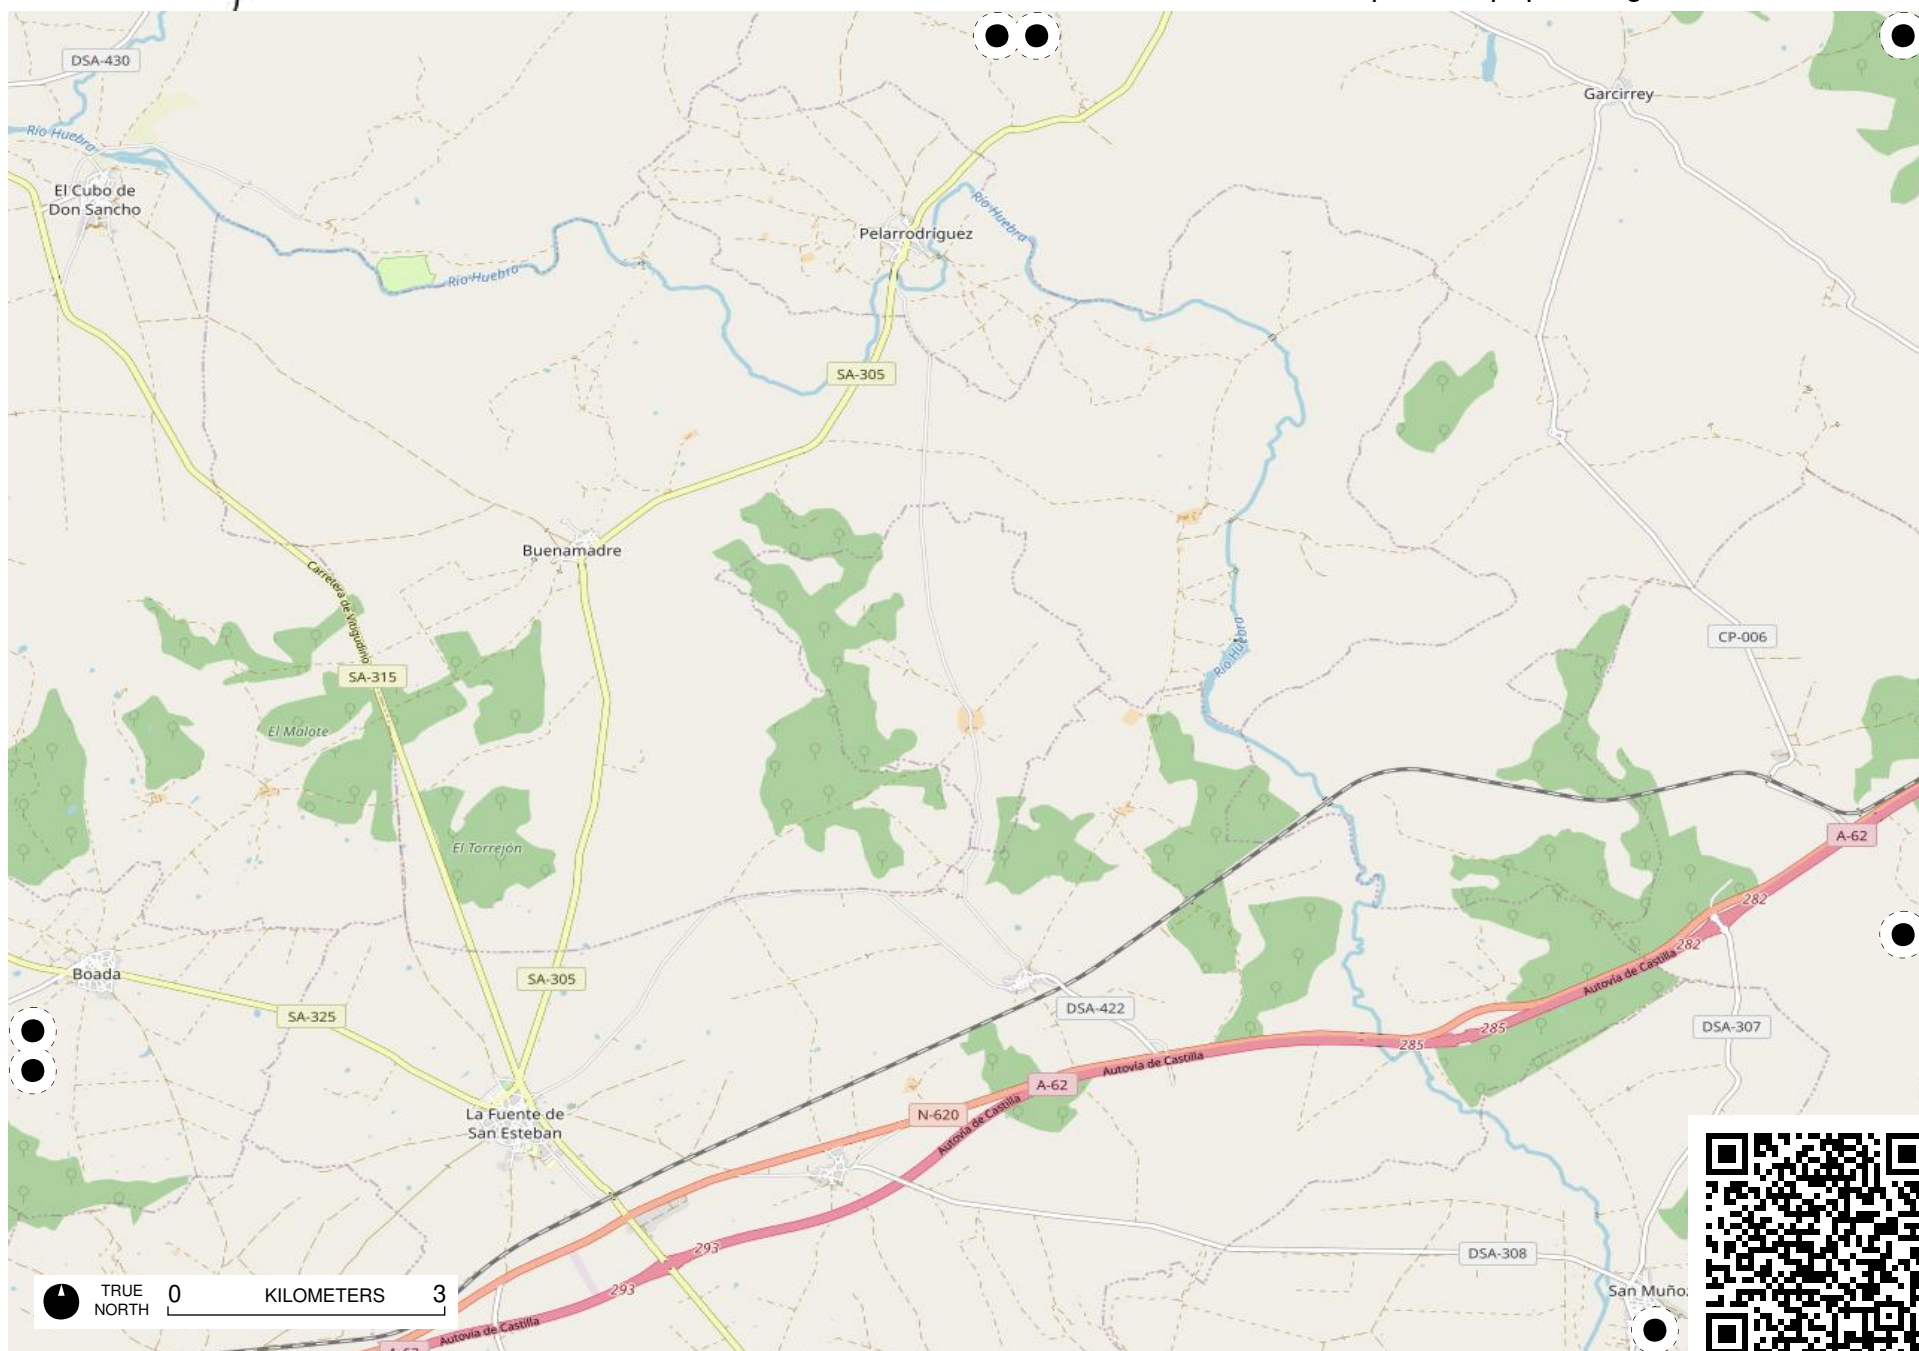 DSA-430
Garcirrey
Río Huebra
El Cubo de
Don Sancho
Río Huebra
Pelarrodríguez
Río Huebra
SA-305
Buenamadre
Carretera de Vitigudino
Río Huebra
CP-006
SA-315
El Malote
A-62
El Torrejón
282
282
Autovía de Castilla
Boada
SA-305
DSA-422
SA-325
285
285
DSA-307
Autovía de Castilla
A-62
La Fuente de
San Esteban
N-620
Autovía de Castilla
293
DSA-308
293
San Muño
TRUE
NORTH
0 KILOMETERS 3
Autovía de Castilla